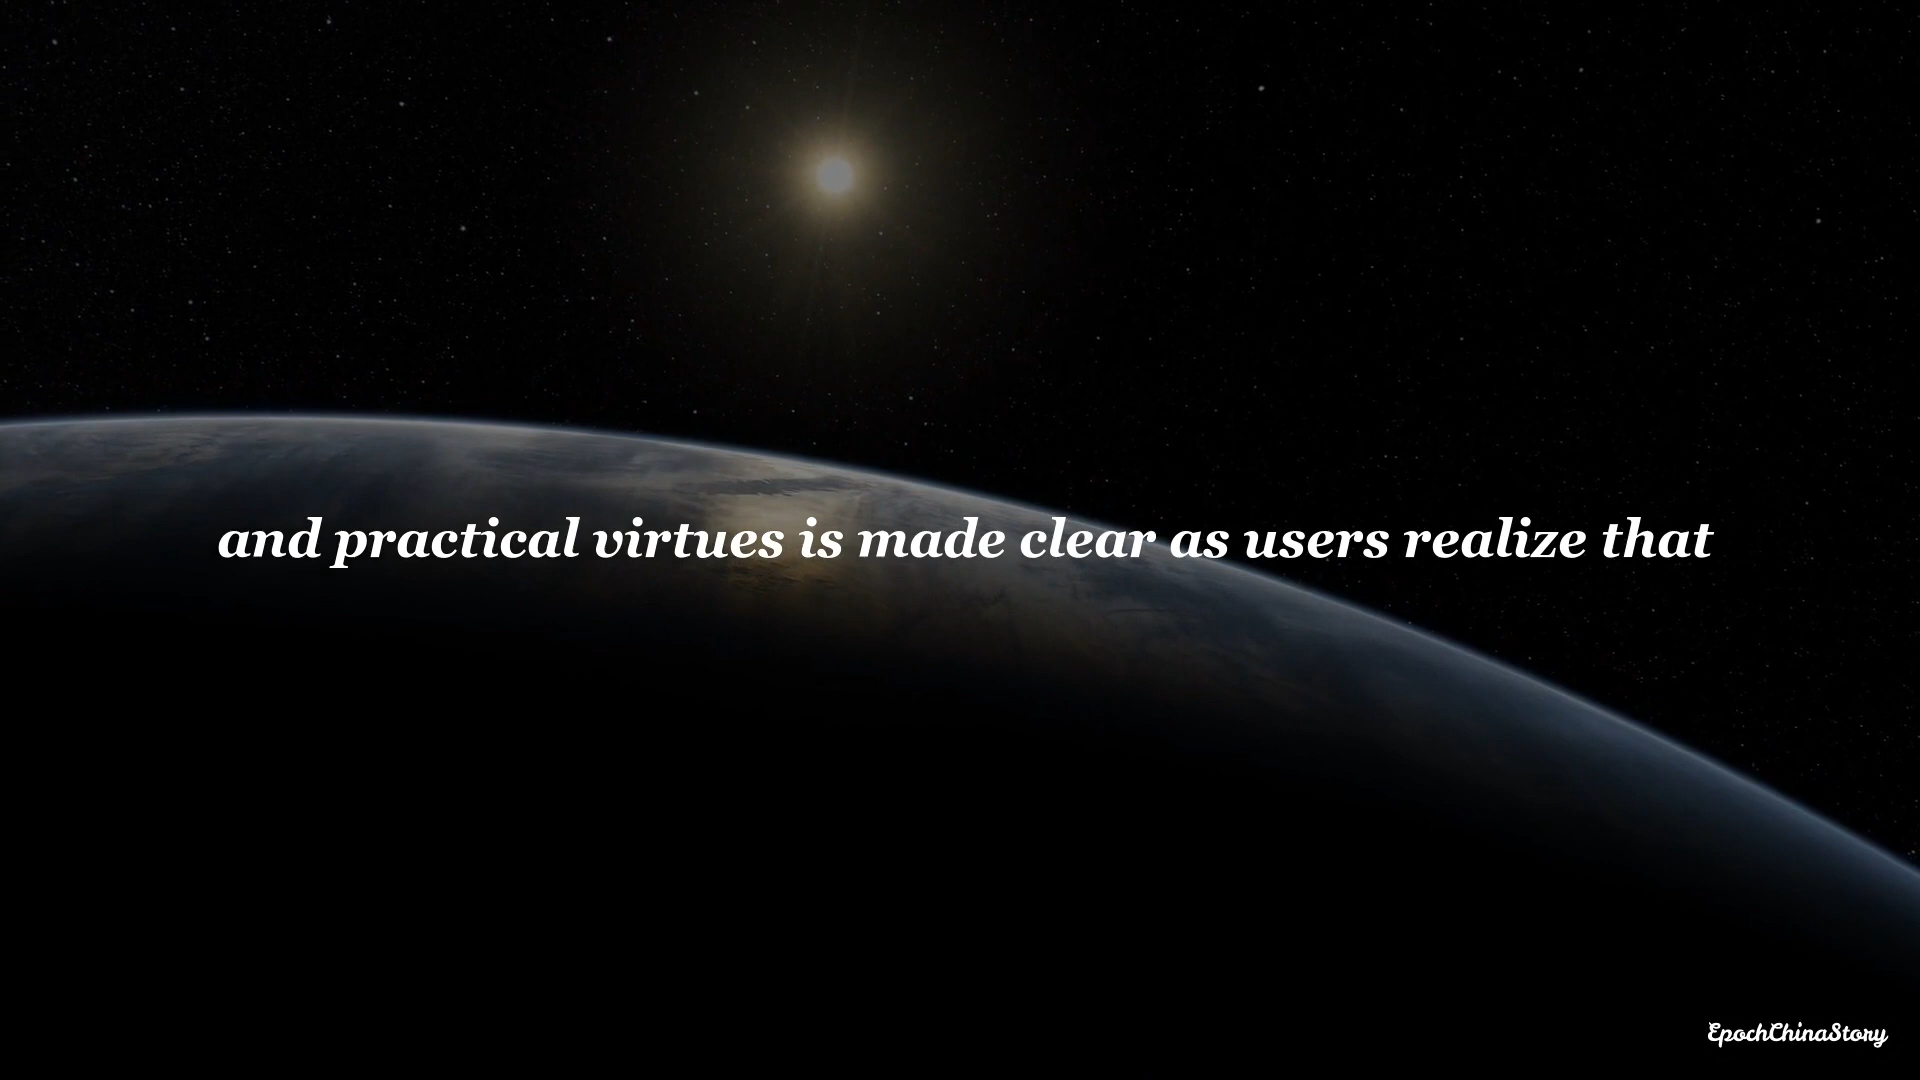 and practical virtues is made clear as users realize that
EpochChinaStory